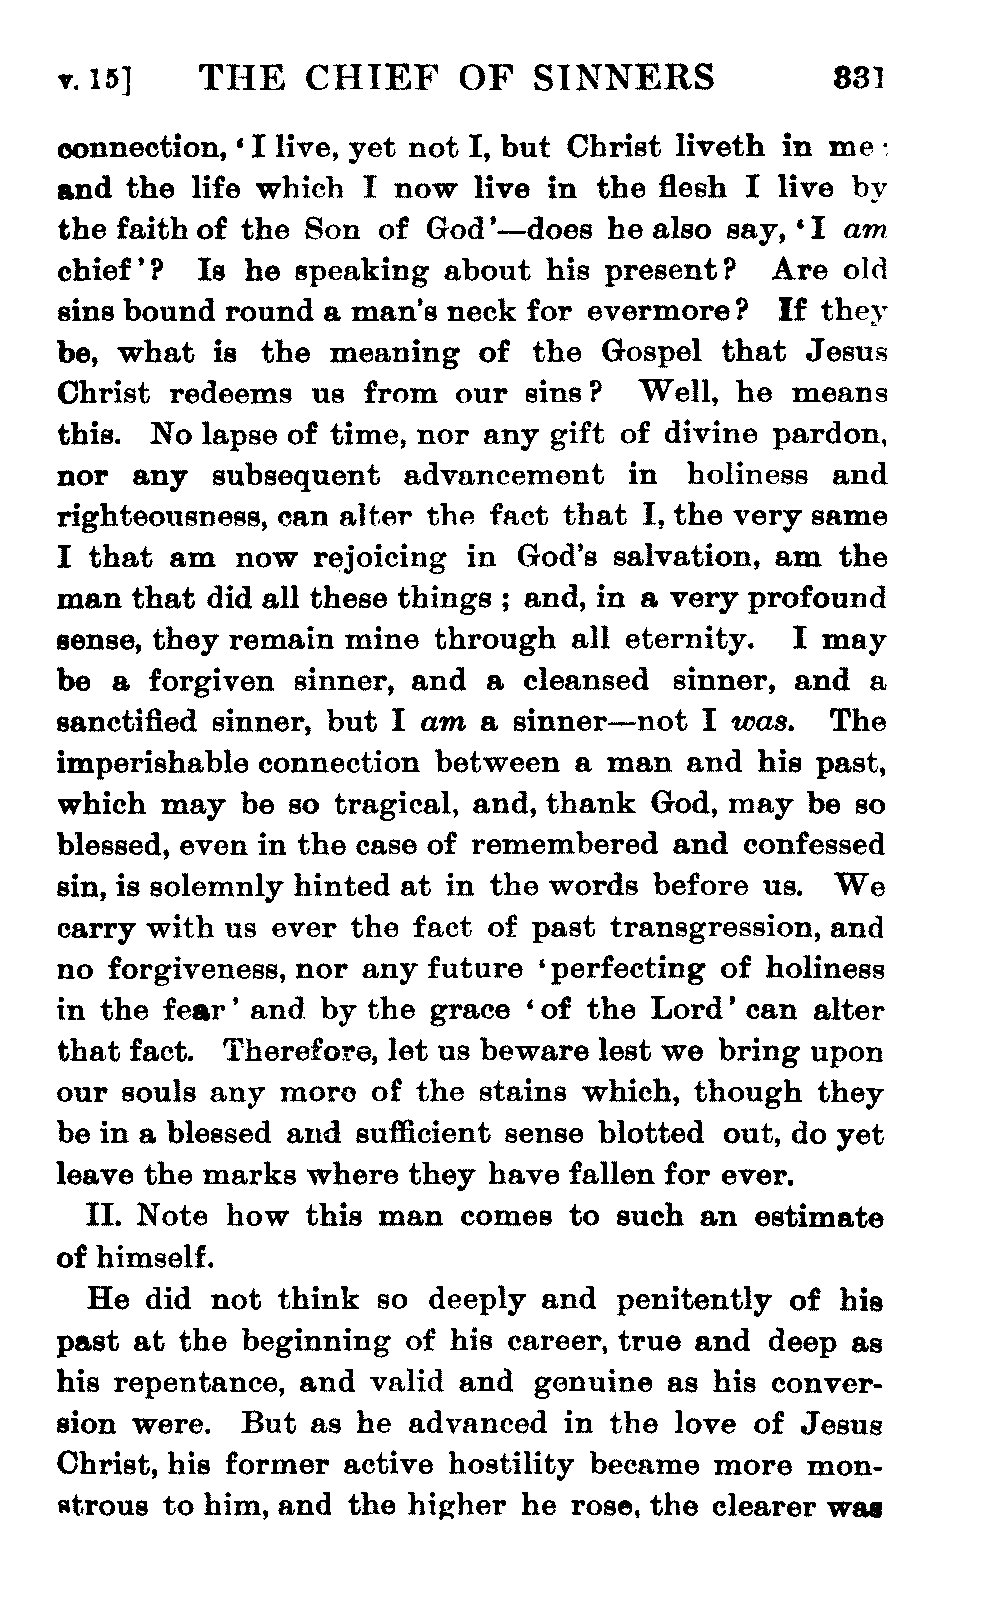 v. 15] THE CHIEF OF SINNERS 331
connection, ‘I live, yet not I, but Christ liveth in me:
and the life which I now live in the flesh I live by
the faith of the Son of God’—does he also say, ‘I am
chief’? Is he speaking about his present? Are old
sins bound round a man's neck for evermore? If they
be, what is the meaning of the Gospel that Jesus
Christ redeems us from our sins? Well, he means
this. No lapse of time, nor any gift of divine pardon,
nor any subsequent advancement in holiness and
righteousness, can alter the fact that I, the very same
I that am now rejoicing in God's salvation, am the
man that did all these things; and, in a very profound
sense, they remain mine through all eternity. I may
be a forgiven sinner, and a cleansed sinner, and a
sanctified sinner, but I am a sinner—not I was. The
imperishable connection between a man and his past,
which may be so tragical, and, thank God, may be so
blessed, even in the case of remembered and confessed
sin, is solemnly hinted at in the words before us. We
carry with us ever the fact of past transgression, and
no forgiveness, nor any future ‘perfecting of holiness
in the fear’ and by the grace ‘of the Lord’ can alter
that fact. Therefore, let us beware lest we bring upon
our souls any more of the stains which, though they
be in a blessed and sufficient sense blotted out, do yet
leave the marks where they have fallen for ever.
II. Note how this man comes to such an estimate
of himself.
He did not think so deeply and penitently of his
past at the beginning of his career, true and deep as
his repentance, and valid and genuine as his conver-
sion were. But as he advanced in the love of Jesus
Christ, his former active hostility became more mon-
strous to him, and the higher he rose, the clearer was